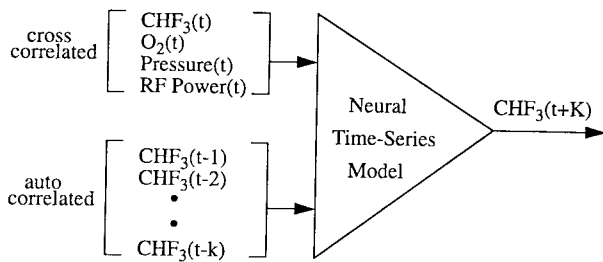 cross
correlated
CHF3(t)
O2(t)
Pressure(t)
RF Power(t)
auto
correlated
CHF3(t-1)
CHF3(t-2)
•
•
CHF3(t-k)
Neural
Time-Series
Model
CHF3(t+K)